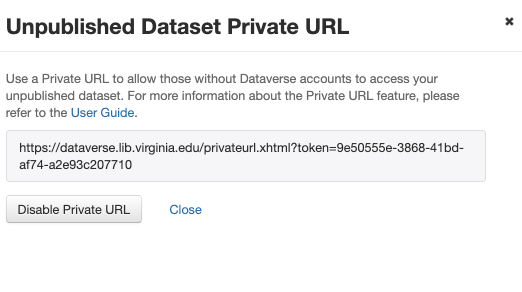 Unpublished Dataset Private URL
Use a Private URL to allow those without Dataverse accounts to access your
unpublished dataset. For more information about the Private URL feature, please
refer to the User Guide.
https://dataverse.lib.virginia.edu/privateurl.xhtml?token=9e50555e-3868-41bd-
af74-a2e93c207710
Disable Private URL Close